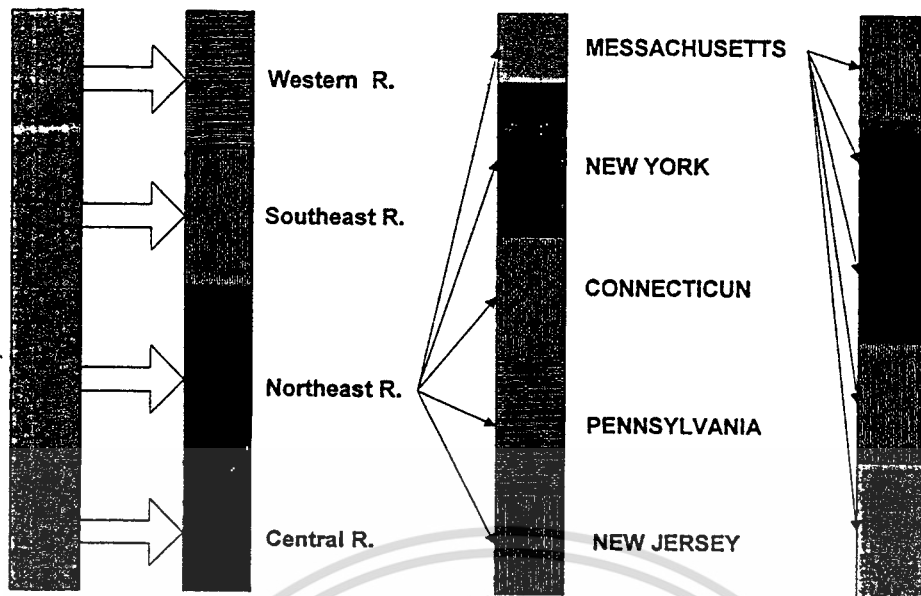 Western R.
Southeast R.
Northeast R.
Central R.
MESSACHUSETTS
NEW YORK
CONNECTICUN
PENNSYLVANIA
NEW JERSEY